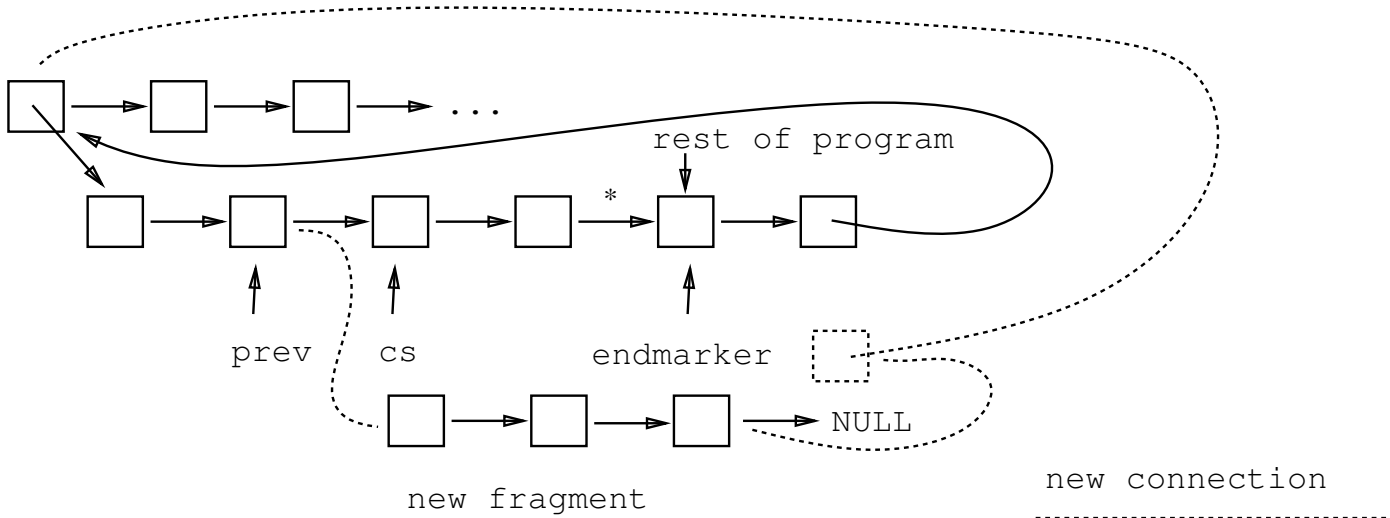 ...
rest of program
*
prev
cs
endmarker
NULL
new fragment
new connection